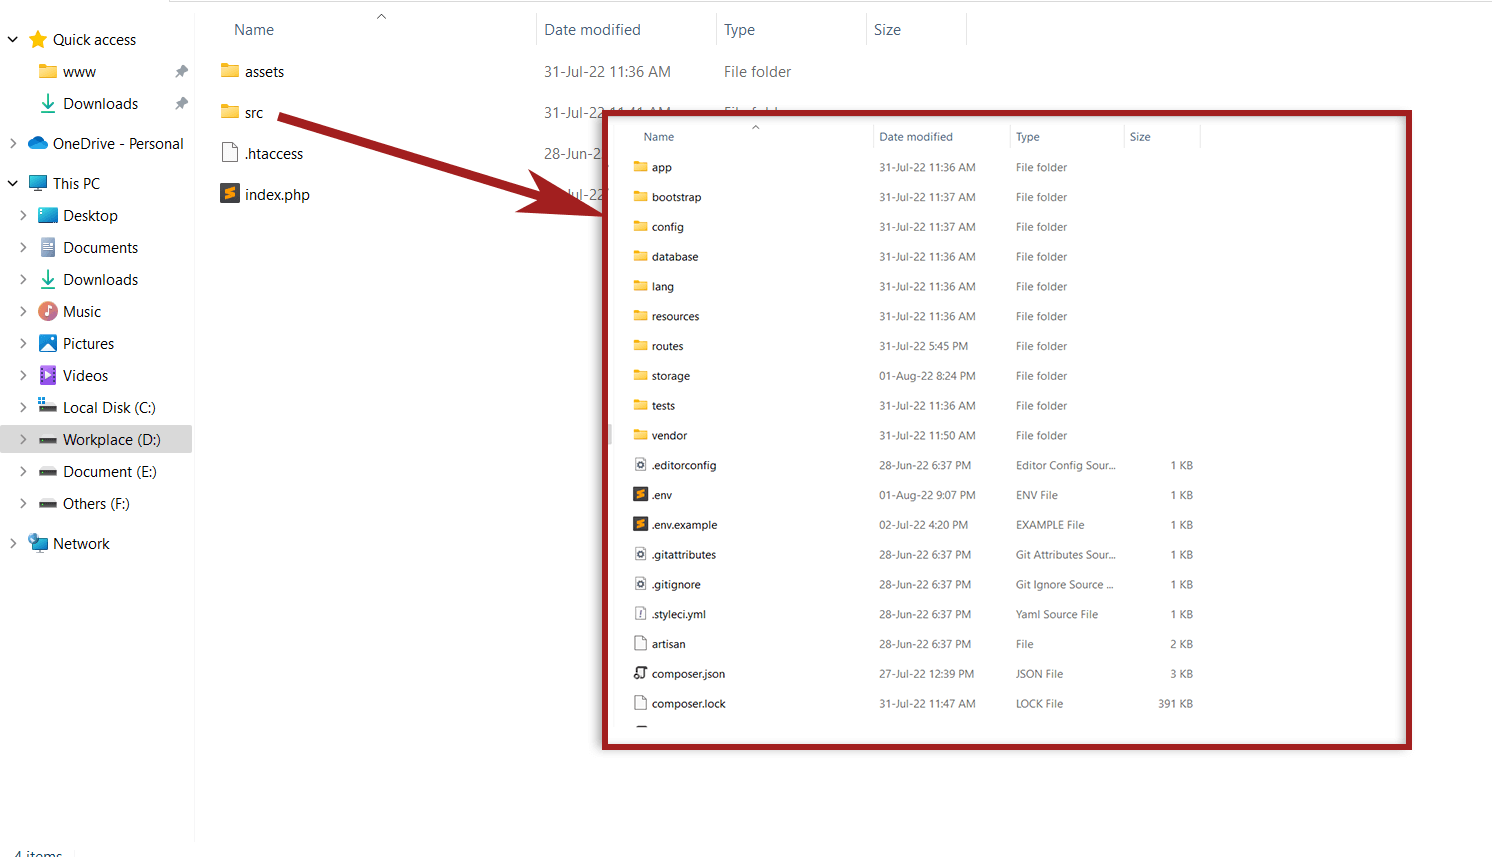 Quick access
www
Downloads
OneDrive - Personal
This PC
Desktop
Documents
Downloads
Music
Pictures
Videos
Local Disk (C:)
Workplace (D:)
Document (E:)
Others (F:)
Network
Name Date modified Type Size
assets 31-Jul-22 11:36 AM File folder
src 31-Jul-22 11:41 AM File folder
.htaccess 28-Jun-2
index.php Jul-22
Name Date modified Type Size
app 31-Jul-22 11:36 AM File folder
bootstrap 31-Jul-22 11:37 AM File folder
config 31-Jul-22 11:37 AM File folder
database 31-Jul-22 11:36 AM File folder
lang 31-Jul-22 11:36 AM File folder
resources 31-Jul-22 11:36 AM File folder
routes 31-Jul-22 5:45 PM File folder
storage 01-Aug-22 8:24 PM File folder
tests 31-Jul-22 11:36 AM File folder
vendor 31-Jul-22 11:50 AM File folder
.editorconfig 28-Jun-22 6:37 PM Editor Config Sour... 1 KB
.env 01-Aug-22 9:07 PM ENV File 1 KB
.env.example 02-Jul-22 4:20 PM EXAMPLE File 1 KB
.gitattributes 28-Jun-22 6:37 PM Git Attributes Sour... 1 KB
.gitignore 28-Jun-22 6:37 PM Git Ignore Source ... 1 KB
.styleci.yml 28-Jun-22 6:37 PM Yaml Source File 1 KB
artisan 28-Jun-22 6:37 PM File 2 KB
composer.json 27-Jul-22 12:39 PM JSON File 3 KB
composer.lock 31-Jul-22 11:47 AM LOCK File 391 KB
4 items